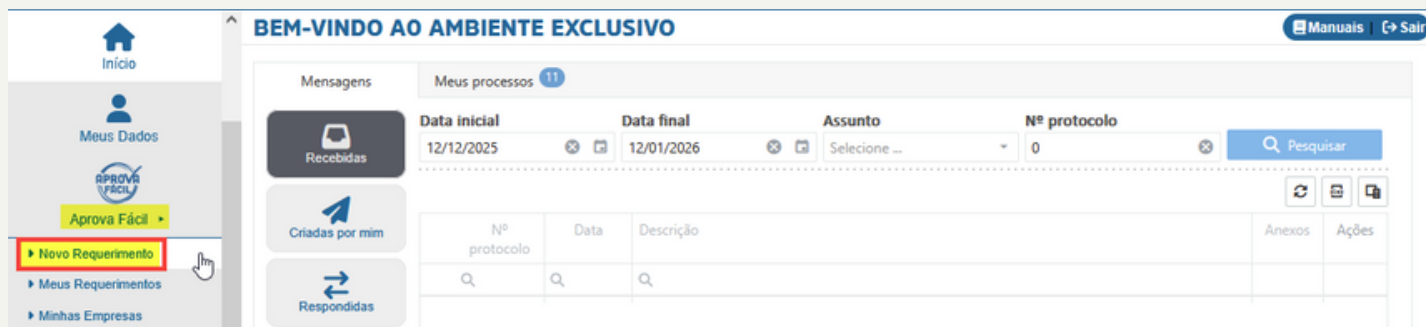 BEM-VINDO AO AMBIENTE EXCLUSIVO
Manuais
Sair
Início
Meus Dados
APROVA
FÁCIL
Aprova Fácil
Novo Requerimento
Meus Requerimentos
Minhas Empresas
Mensagens
Meus processos 11
Recebidas
Criadas por mim
Respondidas
Data inicial Data final Assunto Nº protocolo
12/12/2025 12/01/2026 Selecione ... 0 Pesquisar
Nº protocolo Data Descrição Anexos Ações